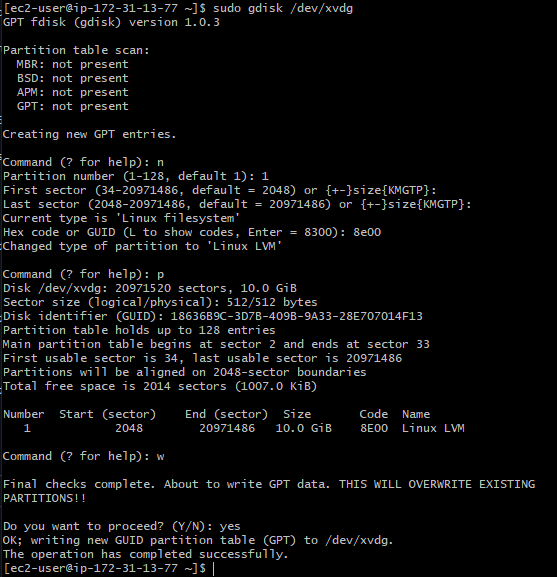 [ec2-user@ip-172-31-13-77 ~]$ sudo gdisk /dev/xvdg
GPT fdisk (gdisk) version 1.0.3
Partition table scan:
  MBR: not present
  BSD: not present
  APM: not present
  GPT: not present
Creating new GPT entries.
Command (? for help): n
Partition number (1-128, default 1): 1
First sector (34-20971486, default = 2048) or {+-}size{KMGTP}:
Last sector (2048-20971486, default = 20971486) or {+-}size{KMGTP}:
Current type is 'Linux filesystem'
Hex code or GUID (L to show codes, Enter = 8300): 8e00
Changed type of partition to 'Linux LVM'
Command (? for help): p
Disk /dev/xvdg: 20971520 sectors, 10.0 GiB
Sector size (logical/physical): 512/512 bytes
Disk identifier (GUID): 18636B9C-3D7B-409B-9A33-28E707014F13
Partition table holds up to 128 entries
Main partition table begins at sector 2 and ends at sector 33
First usable sector is 34, last usable sector is 20971486
Partitions will be aligned on 2048-sector boundaries
Total free space is 2014 sectors (1007.0 KiB)
Number  Start (sector)    End (sector)  Size       Code  Name
   1            2048        20971486   10.0 GiB    8E00  Linux LVM
Command (? for help): w
Final checks complete. About to write GPT data. THIS WILL OVERWRITE EXISTING
PARTITIONS!!
Do you want to proceed? (Y/N): yes
OK; writing new GUID partition table (GPT) to /dev/xvdg.
The operation has completed successfully.
[ec2-user@ip-172-31-13-77 ~]$